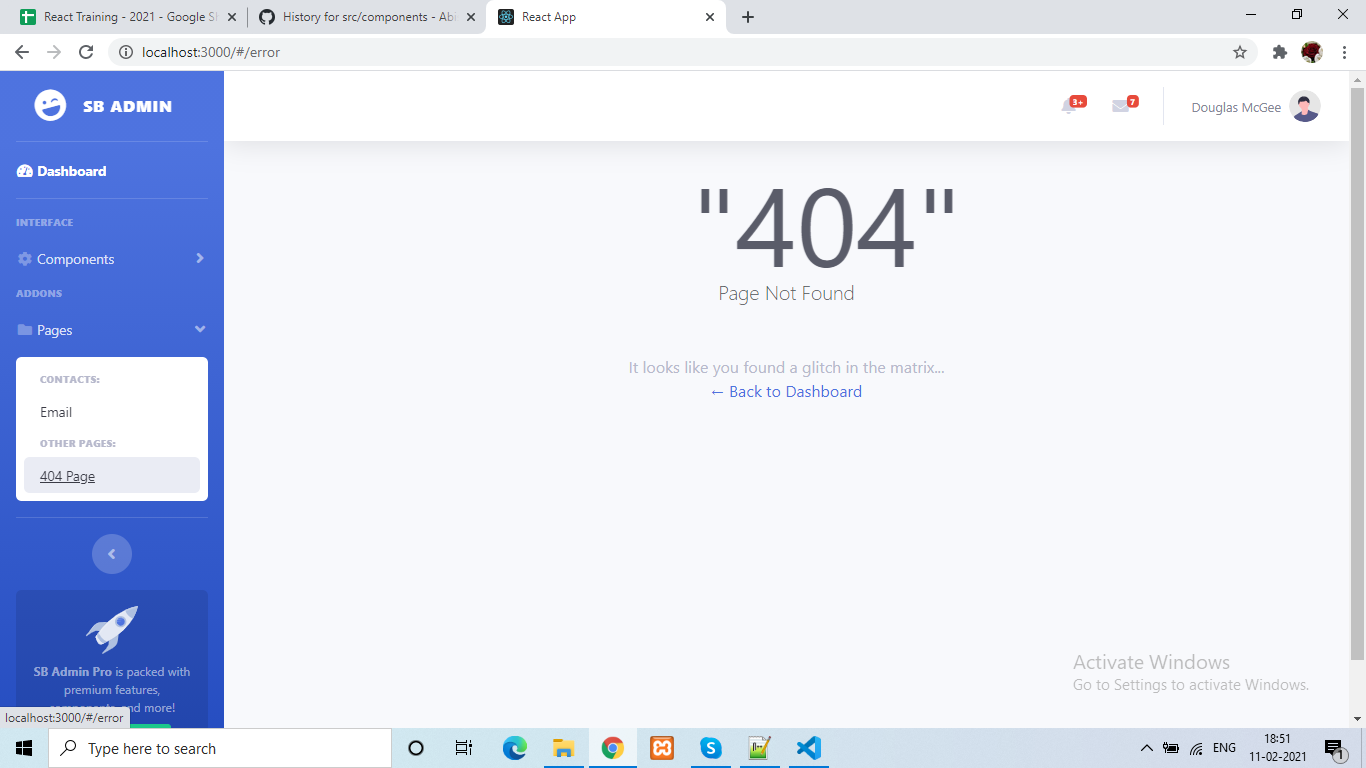 React Training - 2021 - Google Sh
History for src/components - Abi
React App
localhost:3000/#/error
SB ADMIN
3+
7
Douglas McGee
Dashboard
INTERFACE
Components
ADDONS
Pages
CONTACTS:
Email
OTHER PAGES:
404 Page
"404"
Page Not Found
It looks like you found a glitch in the matrix...
← Back to Dashboard
SB Admin Pro is packed with
premium features,
and more!
localhost:3000/#/error
Activate Windows
Go to Settings to activate Windows.
Type here to search
ENG
18:51
11-02-2021
1